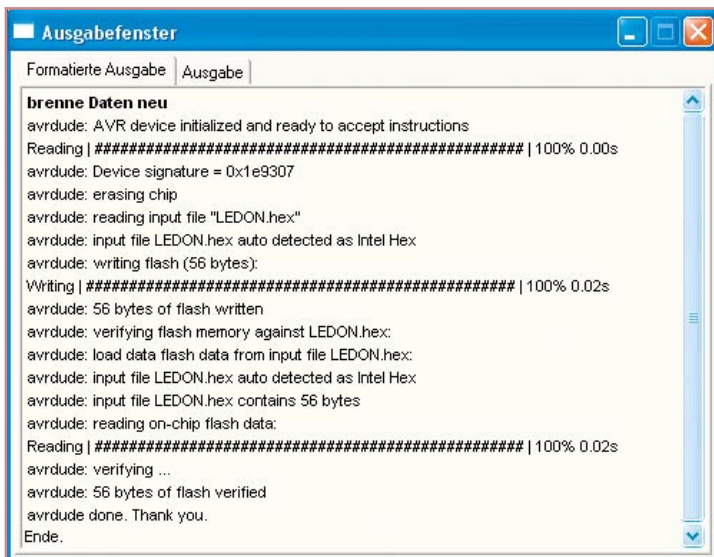 Ausgabefenster
Formatierte Ausgabe Ausgabe
brenne Daten neu
avrdude: AVR device initialized and ready to accept instructions
Reading | ################################################## | 100% 0.00s
avrdude: Device signature = 0x1e9307
avrdude: erasing chip
avrdude: reading input file "LEDON.hex"
avrdude: input file LEDON.hex auto detected as Intel Hex
avrdude: writing flash (56 bytes):
Writing | ################################################## | 100% 0.02s
avrdude: 56 bytes of flash written
avrdude: verifying flash memory against LEDON.hex:
avrdude: load data flash data from input file LEDON.hex:
avrdude: input file LEDON.hex auto detected as Intel Hex
avrdude: input file LEDON.hex contains 56 bytes
avrdude: reading on-chip flash data:
Reading | ################################################## | 100% 0.02s
avrdude: verifying ...
avrdude: 56 bytes of flash verified
avrdude done. Thank you.
Ende.